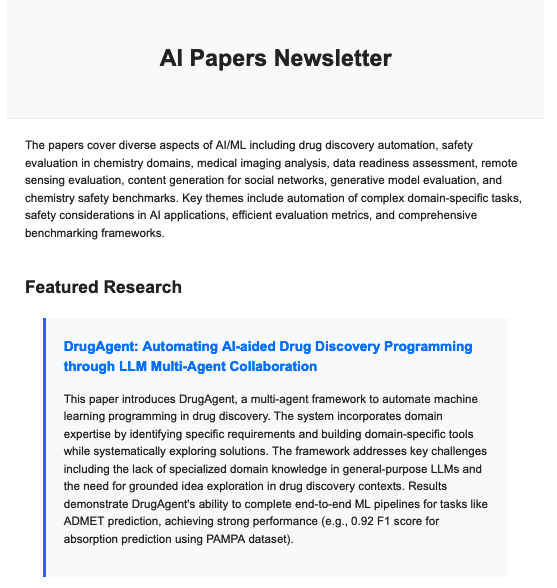 AI Papers Newsletter
The papers cover diverse aspects of AI/ML including drug discovery automation, safety
evaluation in chemistry domains, medical imaging analysis, data readiness assessment, remote
sensing evaluation, content generation for social networks, generative model evaluation, and
chemistry safety benchmarks. Key themes include automation of complex domain-specific tasks,
safety considerations in AI applications, efficient evaluation metrics, and comprehensive
benchmarking frameworks.
Featured Research
DrugAgent: Automating AI-aided Drug Discovery Programming
through LLM Multi-Agent Collaboration
This paper introduces DrugAgent, a multi-agent framework to automate machine
learning programming in drug discovery. The system incorporates domain
expertise by identifying specific requirements and building domain-specific tools
while systematically exploring solutions. The framework addresses key challenges
including the lack of specialized domain knowledge in general-purpose LLMs and
the need for grounded idea exploration in drug discovery contexts. Results
demonstrate DrugAgent's ability to complete end-to-end ML pipelines for tasks like
ADMET prediction, achieving strong performance (e.g., 0.92 F1 score for
absorption prediction using PAMPA dataset).